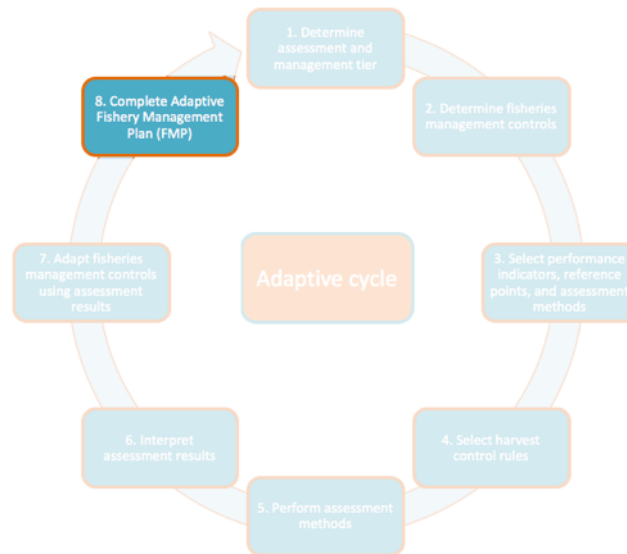 1. Determine
assessment and
management tier
8. Complete Adaptive
Fishery Management
Plan (FMP)
2. Determine fisheries
management controls
7. Adapt fisheries
management controls
using assessment
results
Adaptive cycle
3. Select performance
indicators, reference
points, and assessment
methods
6. Interpret
assessment results
4. Select harvest
control rules
5. Perform assessment
methods